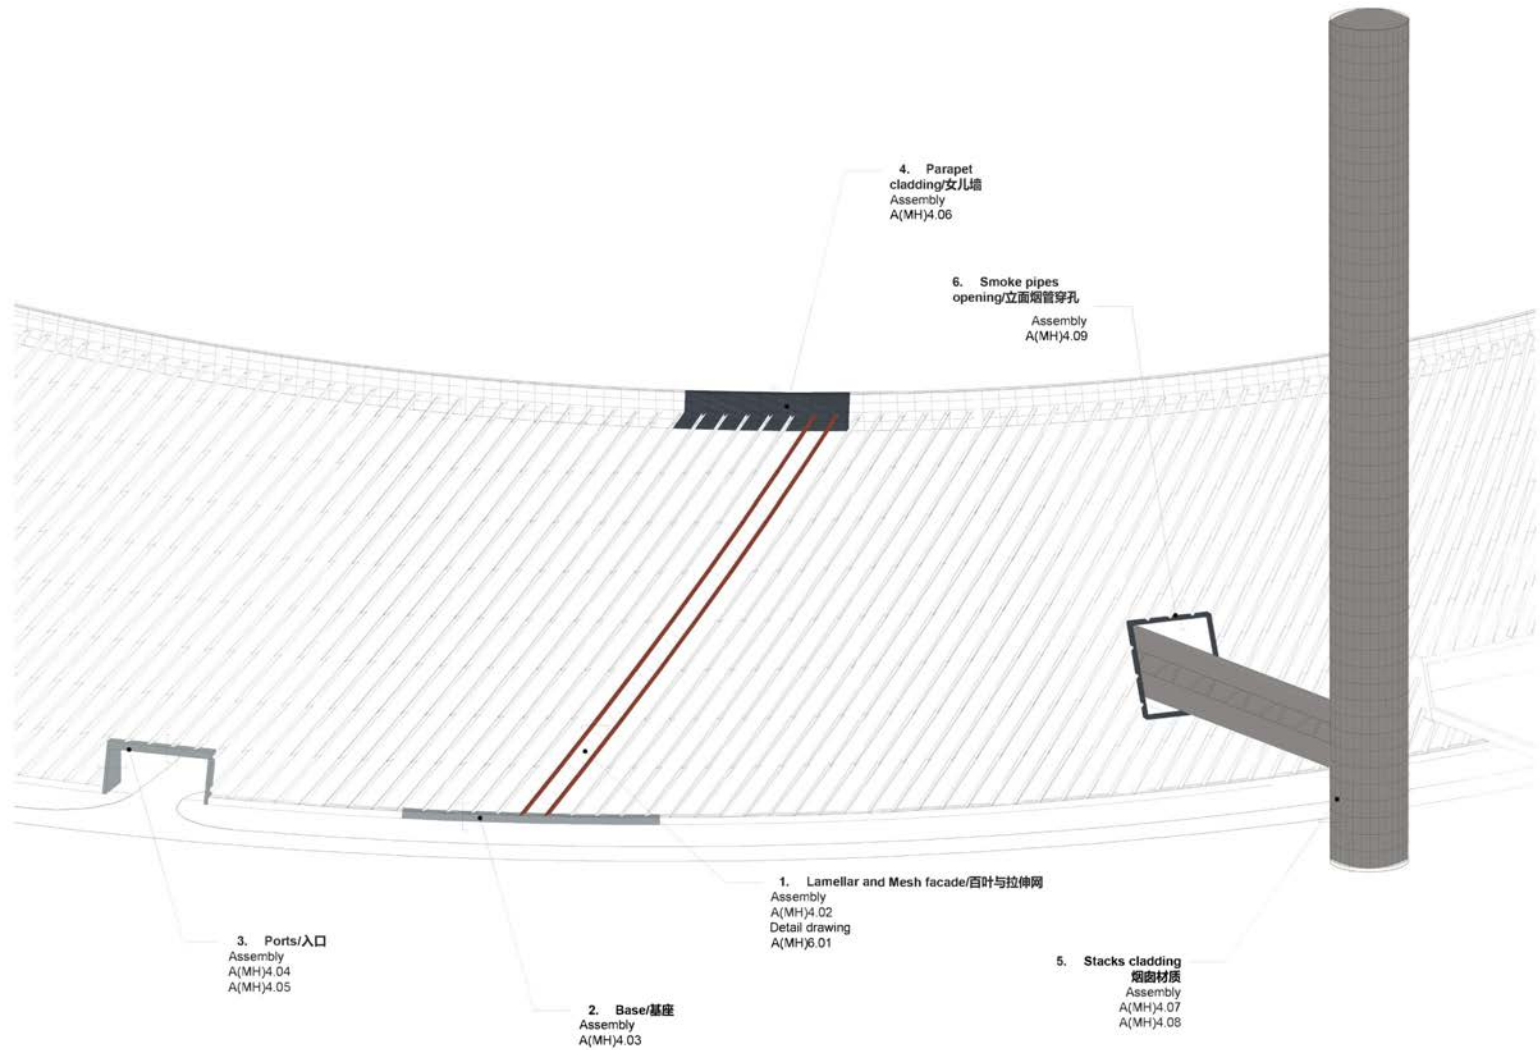 4. Parapet
cladding/女儿墙
Assembly
A(MH)4.06
6. Smoke pipes
opening/立面烟管穿孔
Assembly
A(MH)4.09
1. Lamellar and Mesh facade/百叶与拉伸网
Assembly
A(MH)4.02
Detail drawing
A(MH)6.01
3. Ports/入口
Assembly
A(MH)4.04
A(MH)4.05
5. Stacks cladding
烟囱材质
Assembly
A(MH)4.07
A(MH)4.08
2. Base/基座
Assembly
A(MH)4.03